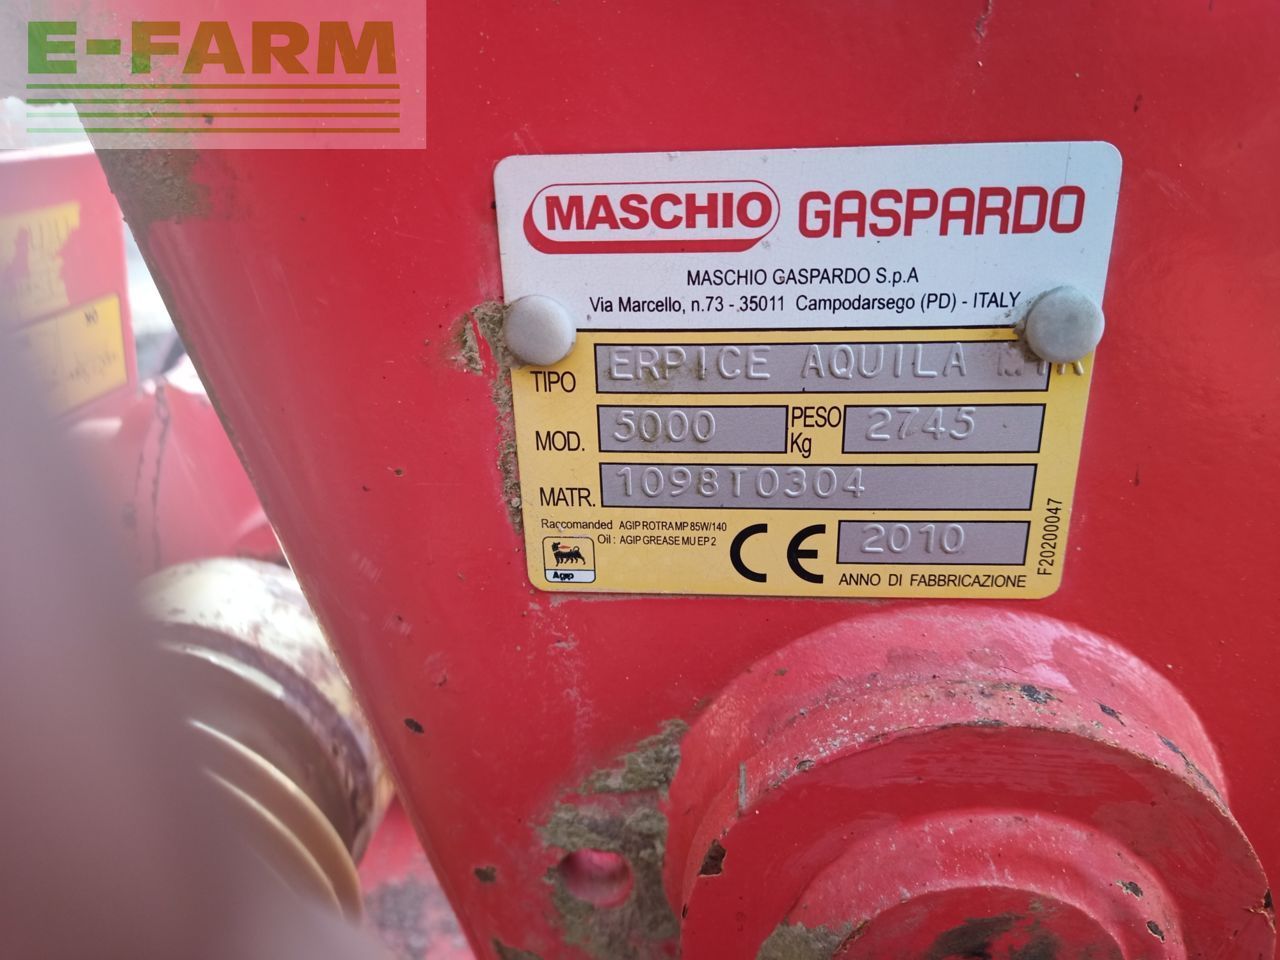 E-FARM
MASCHIO GASPARDO
MASCHIO GASPARDO S.p.A
Via Marcello, n.73 - 35011 Campodarsego (PD) - ITALY
TIPO ERPICE AQUILA
MOD. 5000 PESO Kg 2745
MATR. 1098T0304
Raccomanded Oil : AGIP ROTRA MP 85W/140
AGIP GREASE MU EP 2
Agip
CE 2010
ANNO DI FABBRICAZIONE
F20200047